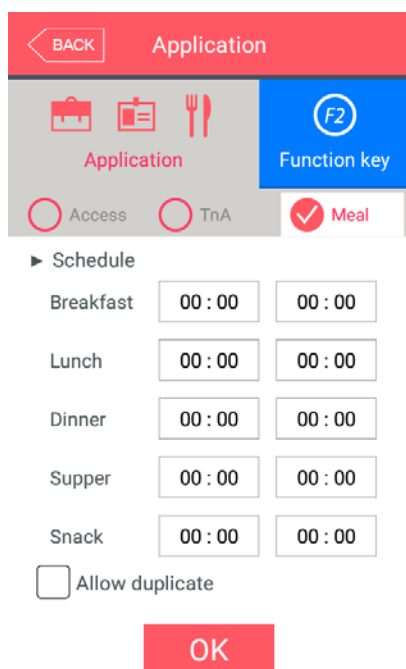 BACK Application
F2
Application Function key
Access TnA Meal
► Schedule
Breakfast 00 : 00 00 : 00
Lunch 00 : 00 00 : 00
Dinner 00 : 00 00 : 00
Supper 00 : 00 00 : 00
Snack 00 : 00 00 : 00
Allow duplicate
OK